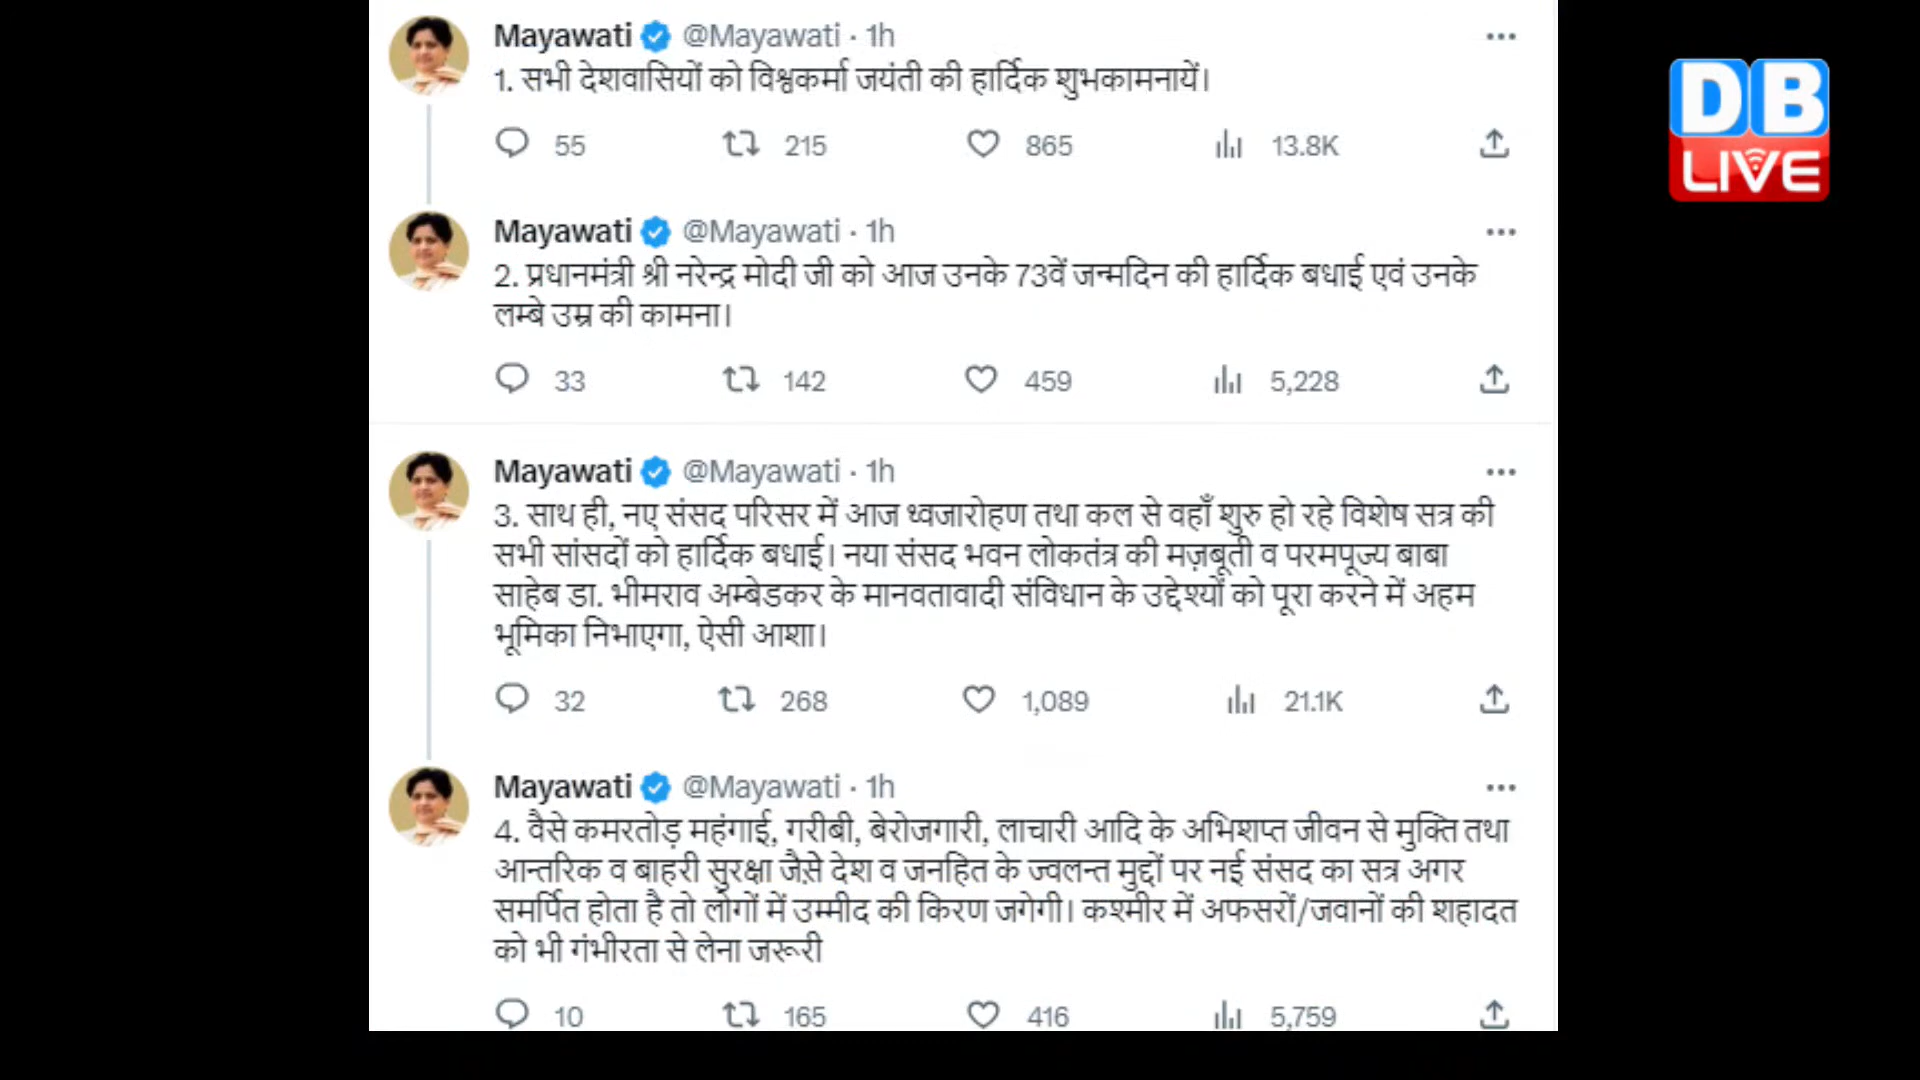 Mayawati @Mayawati · 1h
1. सभी देशवासियों को विश्वकर्मा जयंती की हार्दिक शुभकामनायें।
55 215 865 13.8K
DB
LIVE
Mayawati @Mayawati · 1h
2. प्रधानमंत्री श्री नरेन्द्र मोदी जी को आज उनके 73वें जन्मदिन की हार्दिक बधाई एवं उनके
लम्बे उम्र की कामना।
33 142 459 5,228
Mayawati @Mayawati · 1h
3. साथ ही, नए संसद परिसर में आज ध्वजारोहण तथा कल से वहाँ शुरु हो रहे विशेष सत्र की
सभी सांसदों को हार्दिक बधाई। नया संसद भवन लोकतंत्र की मज़बूती व परमपूज्य बाबा
साहेब डा. भीमराव अम्बेडकर के मानवतावादी संविधान के उद्देश्यों को पूरा करने में अहम
भूमिका निभाएगा, ऐसी आशा।
32 268 1,089 21.1K
Mayawati @Mayawati · 1h
4. वैसे कमरतोड़ महंगाई, गरीबी, बेरोजगारी, लाचारी आदि के अभिशप्त जीवन से मुक्ति तथा
आन्तरिक व बाहरी सुरक्षा जैसे देश व जनहित के ज्वलन्त मुद्दों पर नई संसद का सत्र अगर
समर्पित होता है तो लोगों में उम्मीद की किरण जगेगी। कश्मीर में अफसरों/जवानों की शहादत
को भी गंभीरता से लेना जरूरी
10 165 416 5,759